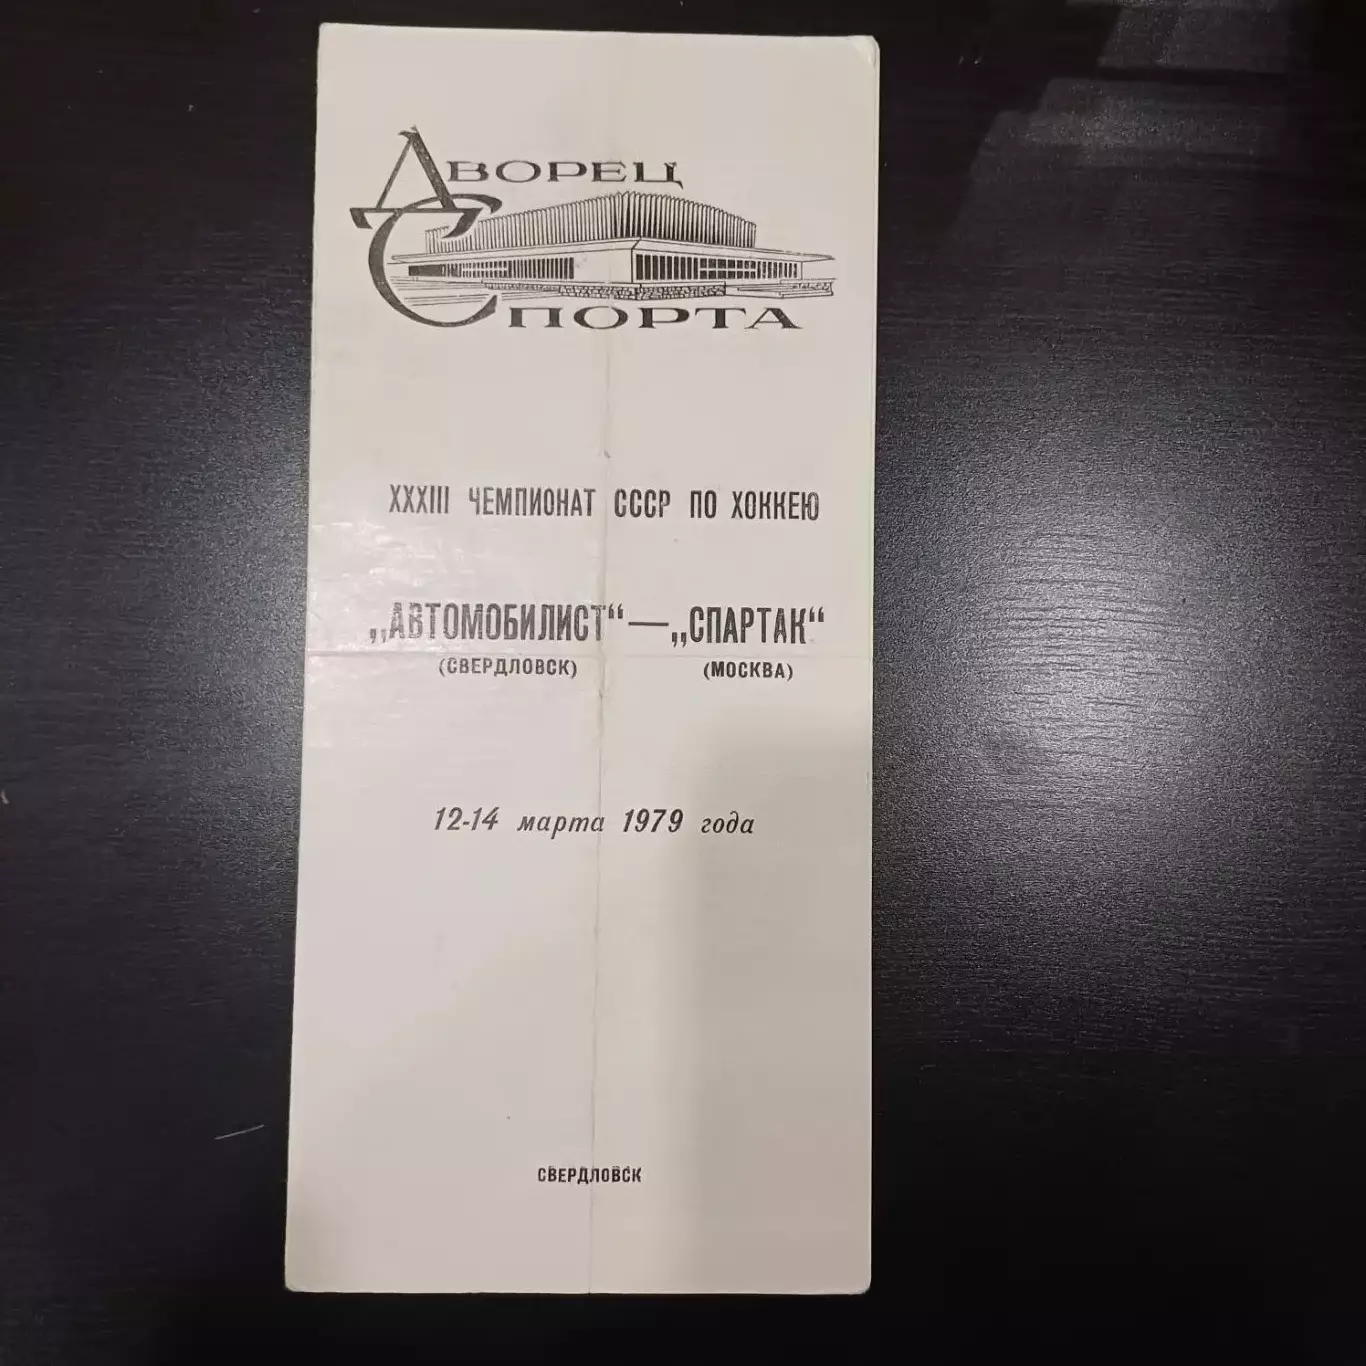 ДВОРЕЦ
СПОРТА
XXXIII ЧЕМПИОНАТ СССР ПО ХОККЕЮ
„АВТОМОБИЛИСТ“—„СПАРТАК“
(СВЕРДЛОВСК) (МОСКВА)
12-14 марта 1979 года
СВЕРДЛОВСК